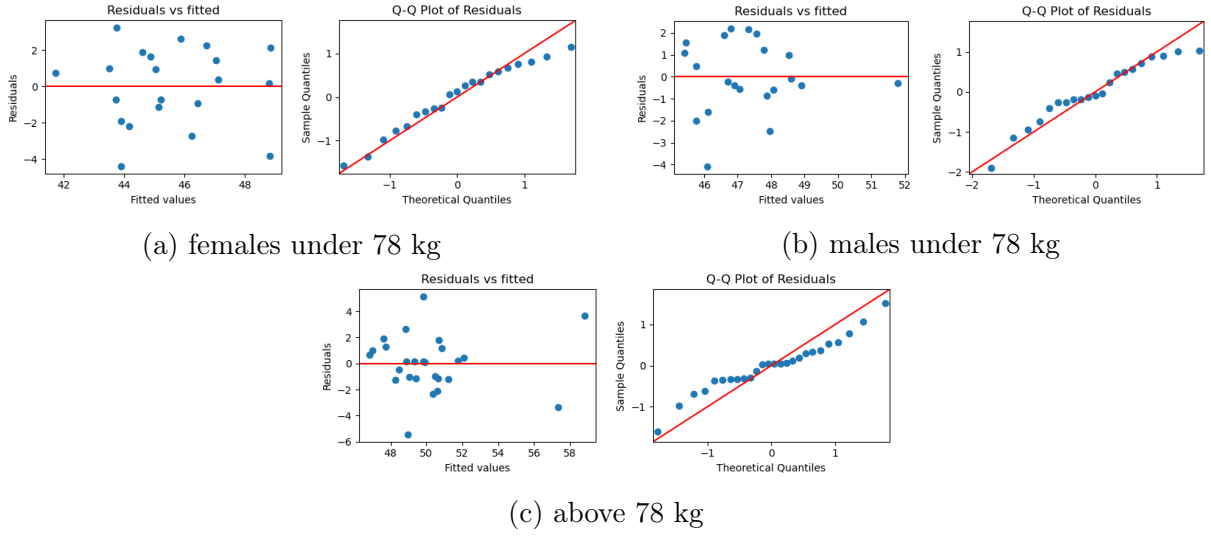 Residuals vs fitted
Residuals
2
0
−2
−4
42
44
46
48
Fitted values
Q-Q Plot of Residuals
Sample Quantiles
1
0
−1
−1
0
1
Theoretical Quantiles
(a) females under 78 kg
Residuals vs fitted
Residuals
2
1
0
−1
−2
−3
−4
46
47
48
49
50
51
52
Fitted values
Q-Q Plot of Residuals
Sample Quantiles
2
1
0
−1
−2
−2
−1
0
1
Theoretical Quantiles
(b) males under 78 kg
Residuals vs fitted
Residuals
4
2
0
−2
−4
−6
48
50
52
54
56
58
Fitted values
Q-Q Plot of Residuals
Sample Quantiles
1
0
−1
−1
0
1
Theoretical Quantiles
(c) above 78 kg